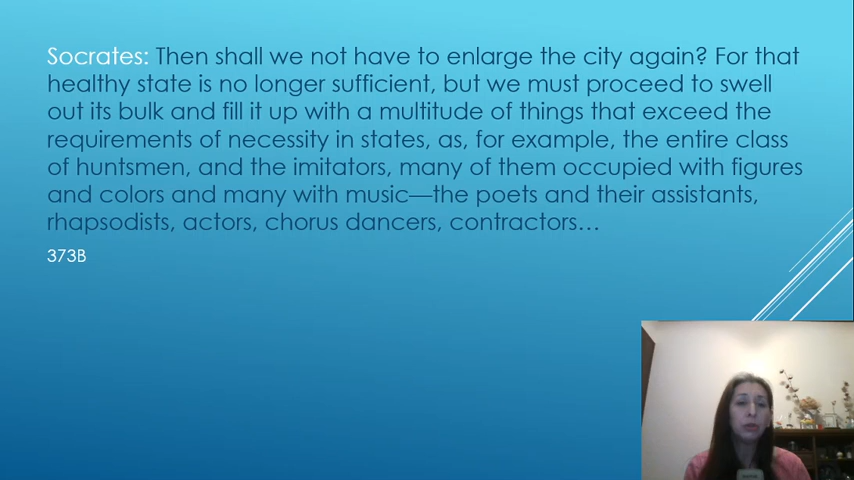 Socrates: Then shall we not have to enlarge the city again? For that
healthy state is no longer sufficient, but we must proceed to swell
out its bulk and fill it up with a multitude of things that exceed the
requirements of necessity in states, as, for example, the entire class
of huntsmen, and the imitators, many of them occupied with figures
and colors and many with music—the poets and their assistants,
rhapsodists, actors, chorus dancers, contractors…
373B